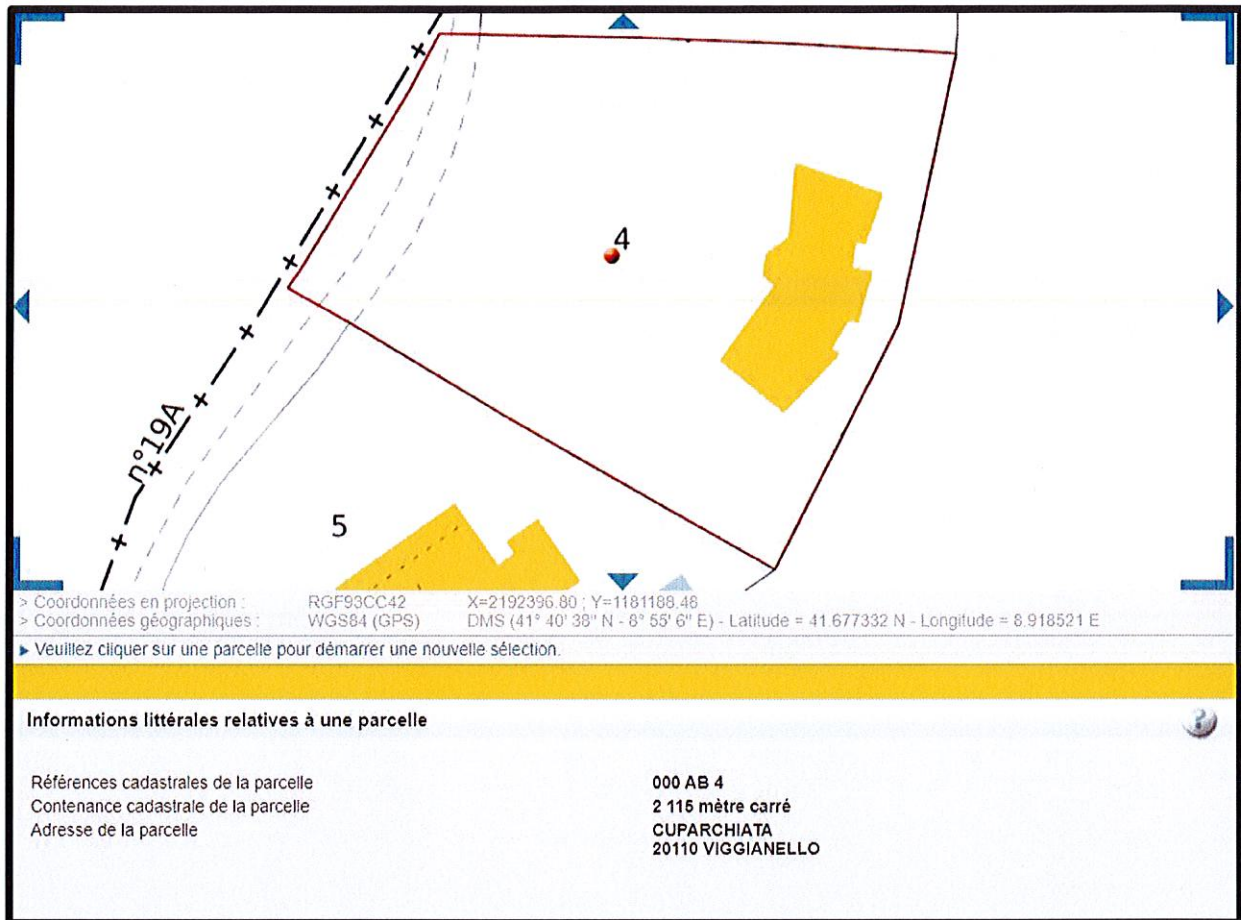 4
n°19A
5
> Coordonnées en projection : RGF93CC42 X=2192396.80 ; Y=1181188.48
> Coordonnées géographiques : WGS84 (GPS) DMS (41° 40' 38" N - 8° 55' 6" E) - Latitude = 41.677332 N - Longitude = 8.918521 E
▶ Veuillez cliquer sur une parcelle pour démarrer une nouvelle sélection.
Informations littérales relatives à une parcelle
?
Références cadastrales de la parcelle 000 AB 4
Contenance cadastrale de la parcelle 2 115 mètre carré
Adresse de la parcelle CUPARCHIATA
20110 VIGGIANELLO